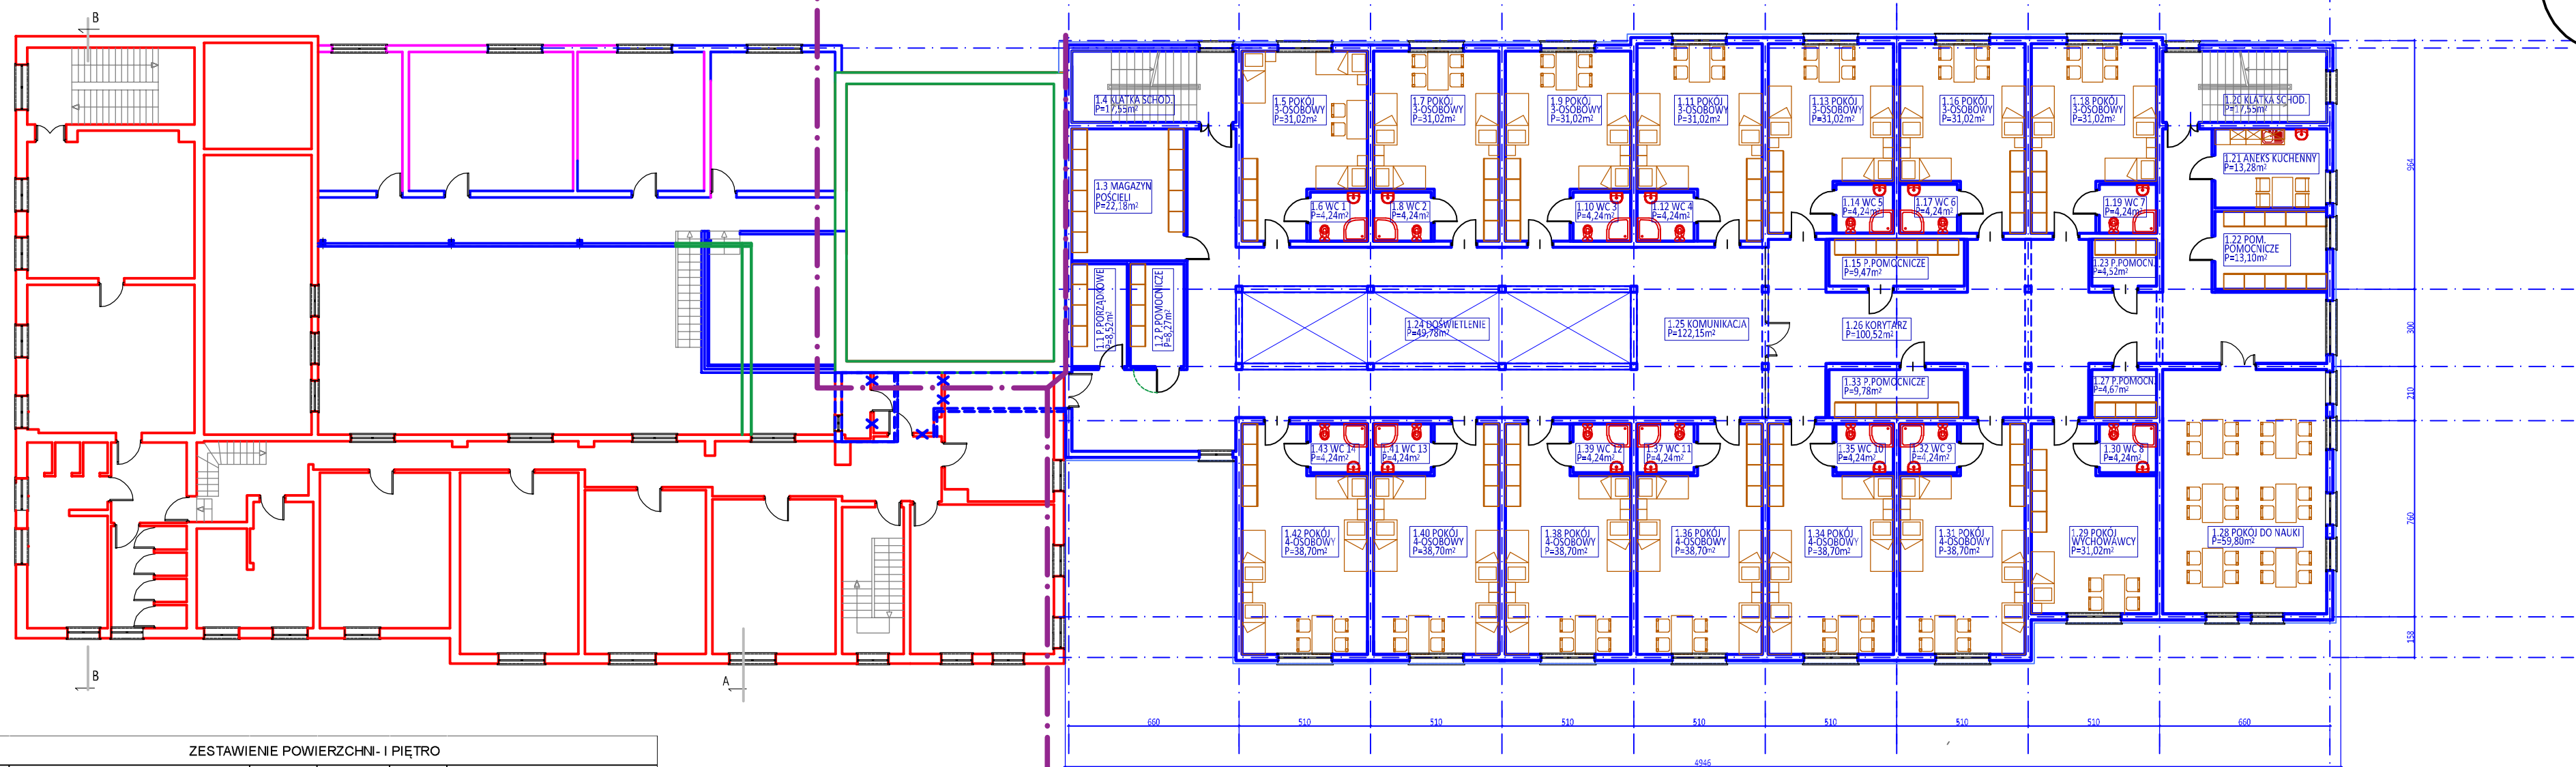 B
1.4 KLATKA SCHOD.
P=17,55m²
1.5 POKÓJ
3-OSOBOWY
P=31,02m²
1.7 POKÓJ
3-OSOBOWY
P=31,02m²
1.9 POKÓJ
3-OSOBOWY
P=31,02m²
1.11 POKÓJ
3-OSOBOWY
P=31,02m²
1.13 POKÓJ
3-OSOBOWY
P=31,02m²
1.16 POKÓJ
3-OSOBOWY
P=31,02m²
1.18 POKÓJ
3-OSOBOWY
P=31,02m²
1.20 KLATKA SCHOD.
P=17,55m²
1.21 ANEKS KUCHENNY
P=13,28m²
964
1.3 MAGAZYN
POŚCIELI
P=22,18m²
1.6 WC 1
P=4,24m²
1.8 WC 2
P=4,24m²
1.10 WC 3
P=4,24m²
1.12 WC 4
P=4,24m²
1.14 WC 5
P=4,24m²
1.17 WC 6
P=4,24m²
1.19 WC 7
P=4,24m²
1.22 POM.
POMOCNICZE
P=13,10m²
1.15 P.POMOCNICZE
P=9,47m²
1.23 P.POMOCN.
P=4,52m²
1.1 P.PORZĄDKOWE
P=8,52m²
1.2 P.POMOCNICZE
P=8,27m²
1.24 DOŚWIETLENIE
P=49,78m²
1.25 KOMUNIKACJA
P=122,15m²
1.26 KORYTARZ
P=100,52m²
300
1.33 P.POMOCNICZE
P=9,78m²
1.27 P.POMOCN.
P=4,67m²
210
1.43 WC 14
P=4,24m²
1.41 WC 13
P=4,24m²
1.39 WC 12
P=4,24m²
1.37 WC 11
P=4,24m²
1.35 WC 10
P=4,24m²
1.32 WC 9
P=4,24m²
1.30 WC 8
P=4,24m²
1.42 POKÓJ
4-OSOBOWY
P=38,70m²
1.40 POKÓJ
4-OSOBOWY
P=38,70m²
1.38 POKÓJ
4-OSOBOWY
P=38,70m²
1.36 POKÓJ
4-OSOBOWY
P=38,70m²
1.34 POKÓJ
4-OSOBOWY
P=38,70m²
1.31 POKÓJ
4-OSOBOWY
P-38,70m²
1.29 POKÓJ
WYCHOWAWCY
P=31,02m²
1.28 POKÓJ DO NAUKI
P=59,80m²
760
158
B
A
660
510
510
510
510
510
510
510
660
4946
ZESTAWIENIE POWIERZCHNI- I PIĘTRO